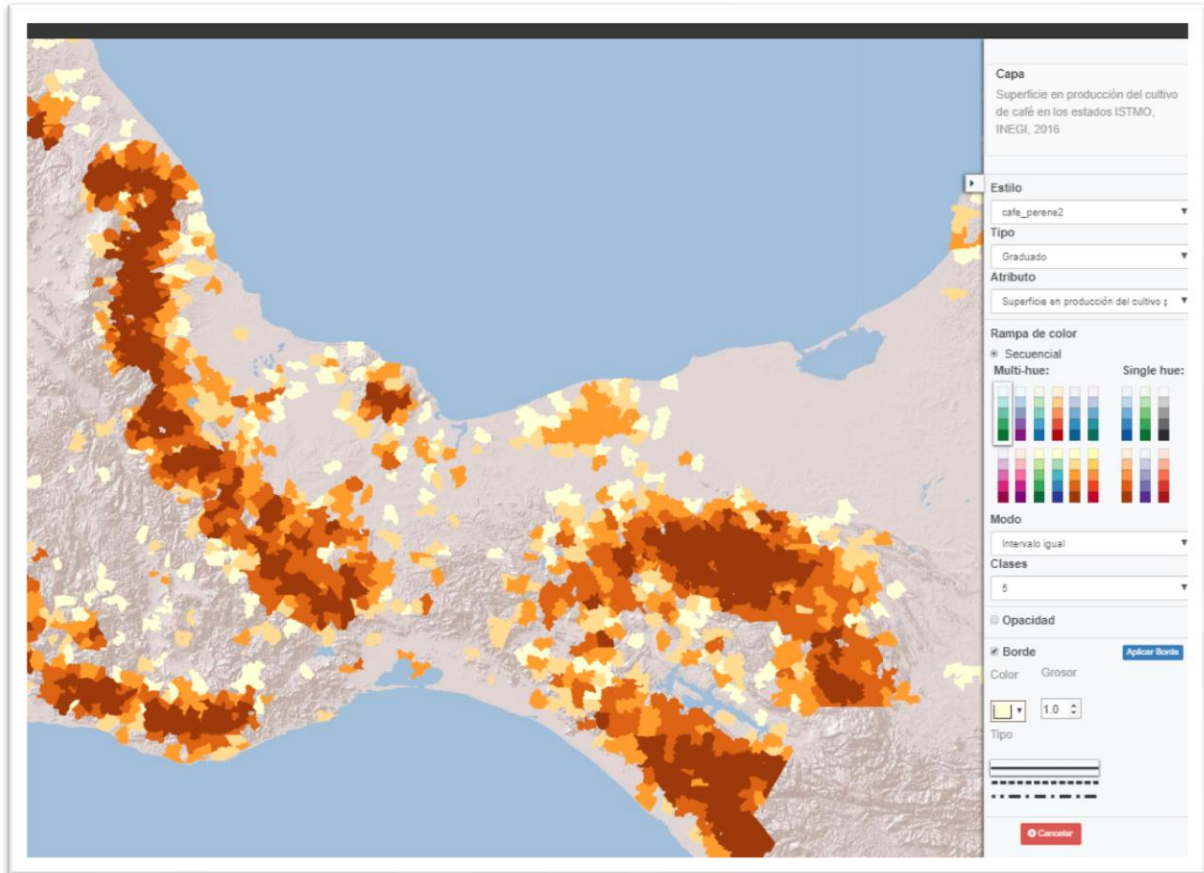 Capa
Superficie en producción del cultivo
de café en los estados ISTMO,
INEGI, 2016
Estilo
cafe_perene2
Tipo
Graduado
Atributo
Superficie en producción del cultivo p
Rampa de color
Secuencial
Multi-hue: Single hue:
Modo
Intervalo igual
Clases
5
Opacidad
Borde Aplicar Borde
Color Grosor
1.0
Tipo
Cancelar